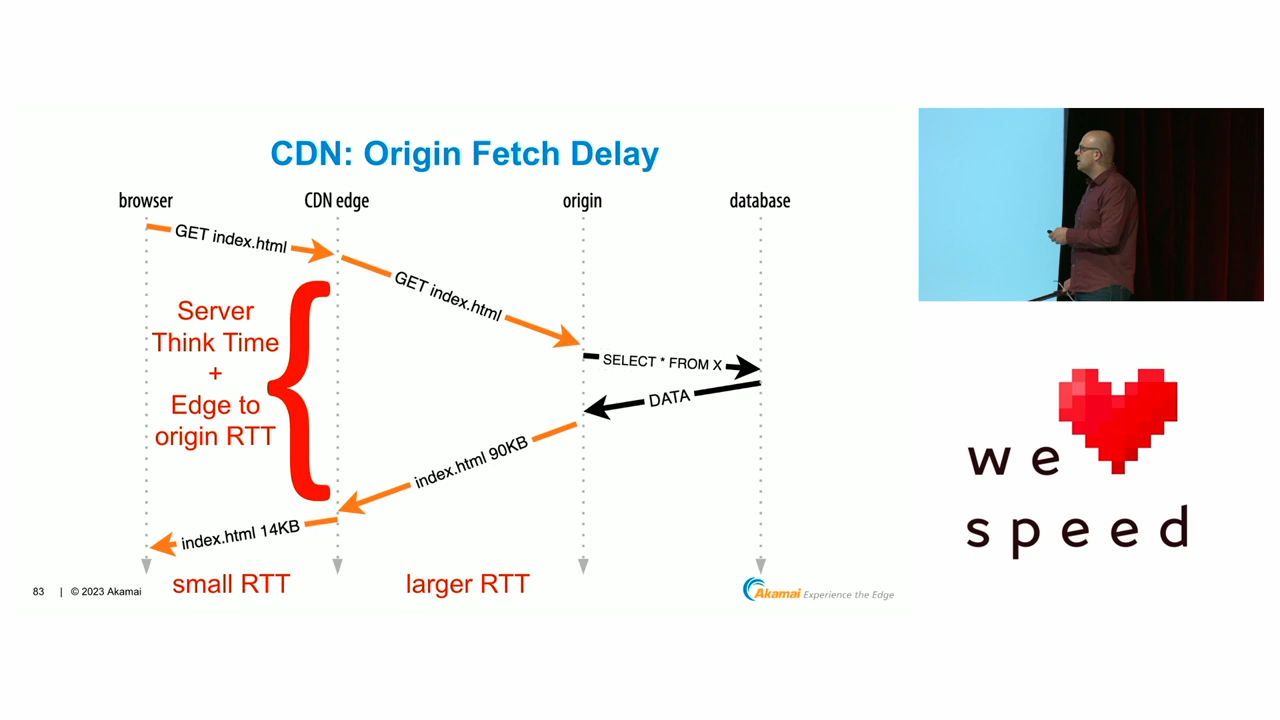 CDN: Origin Fetch Delay
browser
CDN edge
origin
database
GET index.html
GET index.html
SELECT * FROM X
DATA
Server
Think Time
+
Edge to
origin RTT
index.html 90KB
index.html 14KB
small RTT
larger RTT
83 | © 2023 Akamai
Akamai Experience the Edge
we
speed